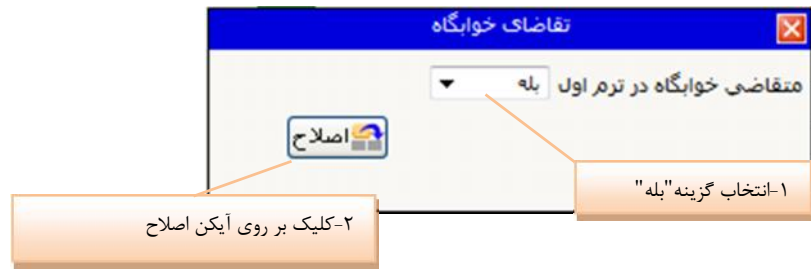 تقاضای خوابگاه
متقاضی خوابگاه در ترم اول بله
اصلاح
۱-انتخاب گزینه"بله"
۲-کلیک بر روی آیکن اصلاح